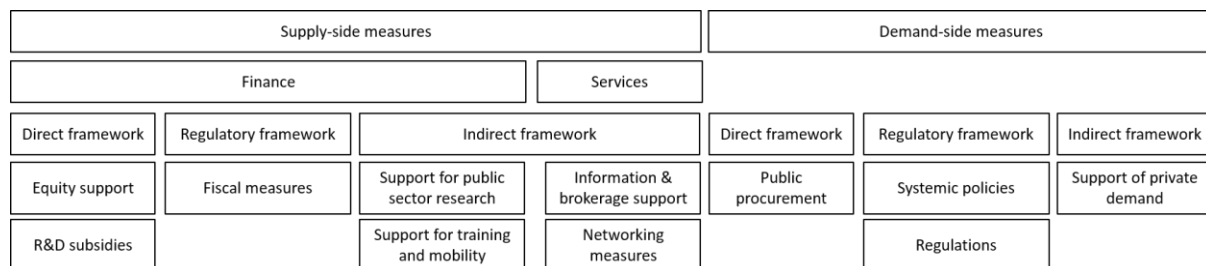 Supply-side measures
Demand-side measures
Finance
Services
Direct framework
Regulatory framework
Indirect framework
Direct framework
Regulatory framework
Indirect framework
Equity support
Fiscal measures
Support for public
sector research
Information &
brokerage support
Public
procurement
Systemic policies
Support of private
demand
R&D subsidies
Support for training
and mobility
Networking
measures
Regulations